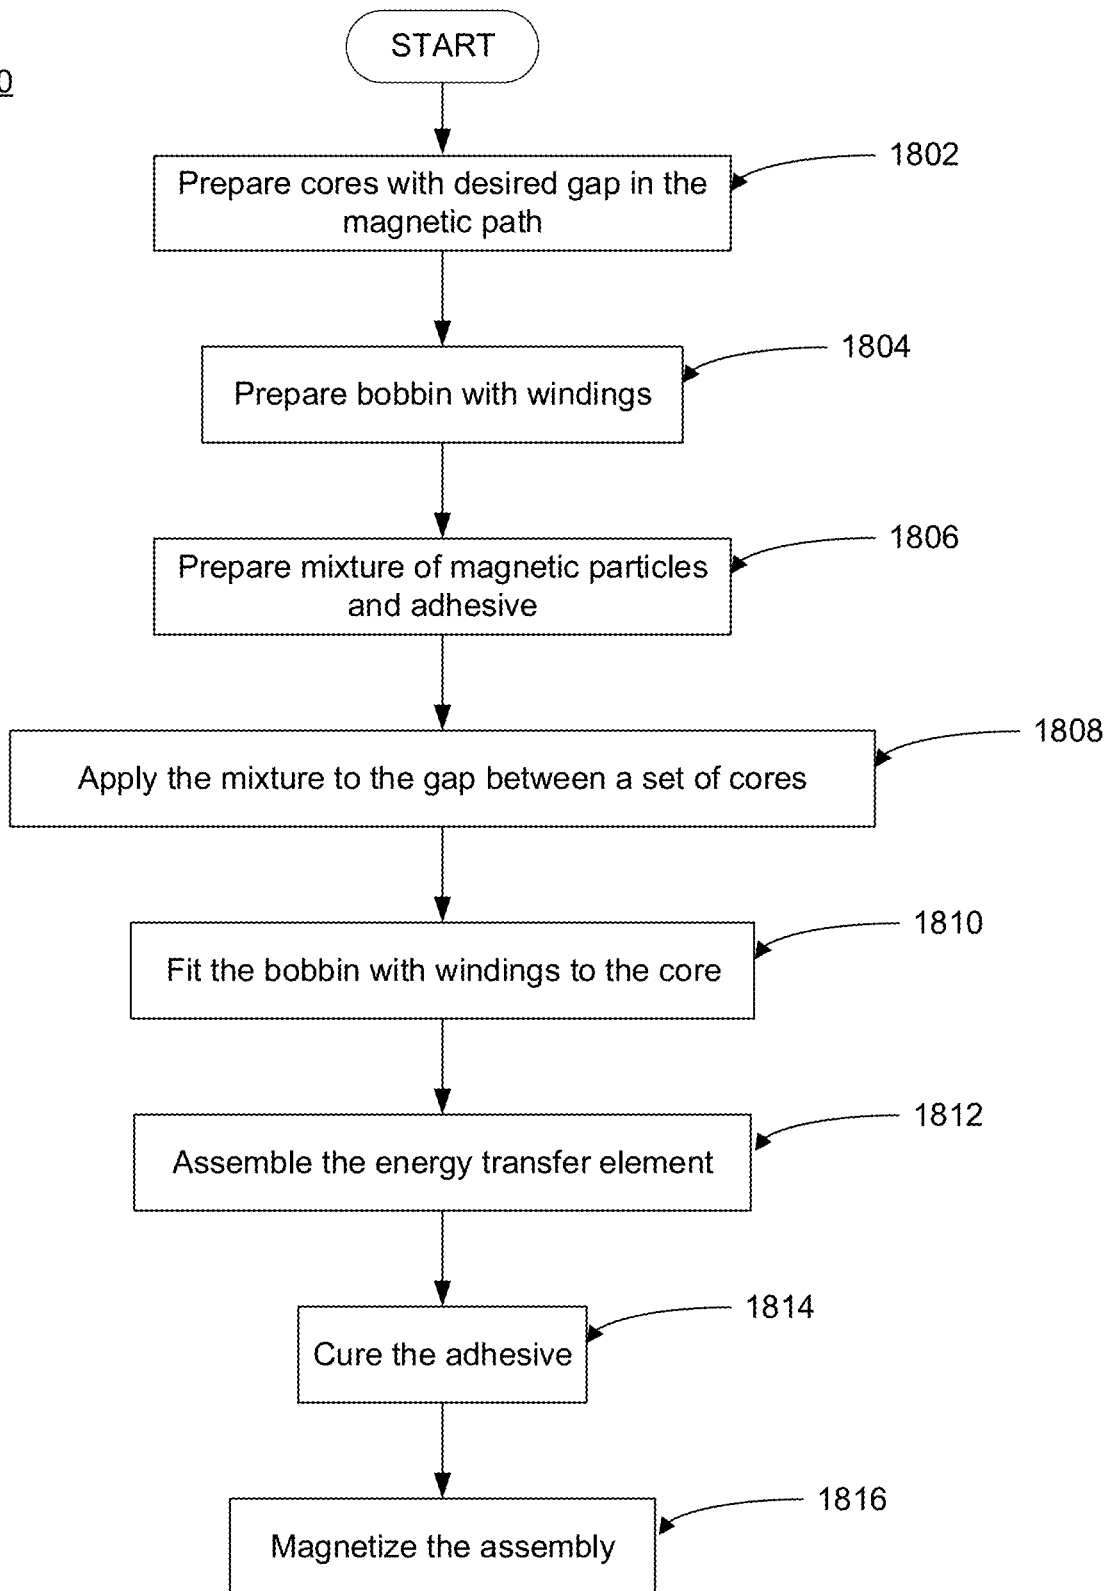 START
0
1802
Prepare cores with desired gap in the
magnetic path
1804
Prepare bobbin with windings
1806
Prepare mixture of magnetic particles
and adhesive
1808
Apply the mixture to the gap between a set of cores
1810
Fit the bobbin with windings to the core
1812
Assemble the energy transfer element
1814
Cure the adhesive
1816
Magnetize the assembly